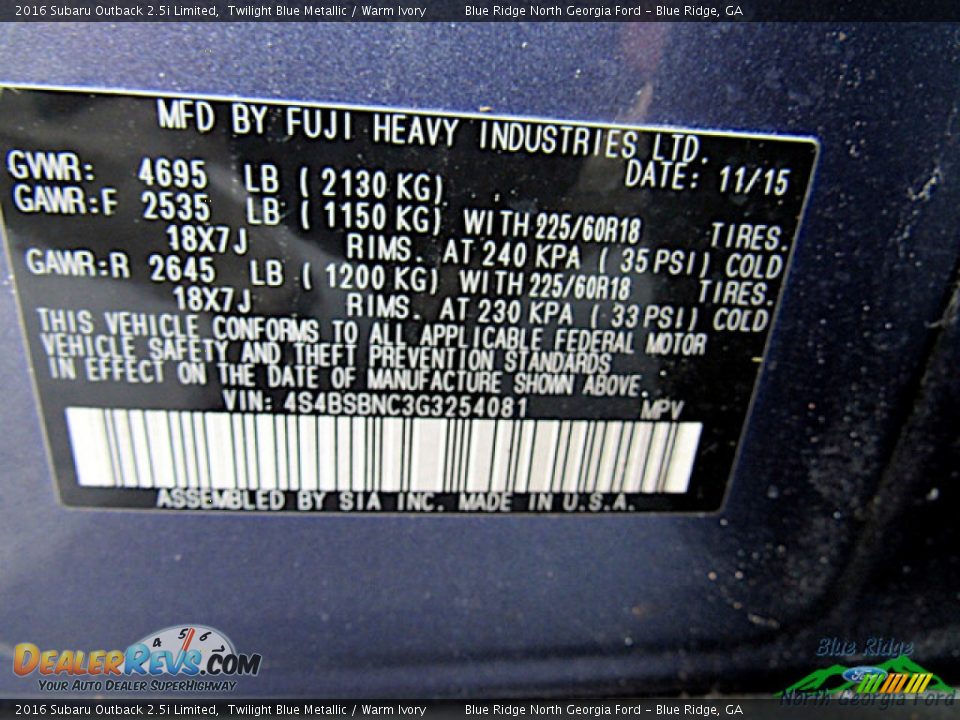 2016 Subaru Outback 2.5i Limited, Twilight Blue Metallic / Warm Ivory Blue Ridge North Georgia Ford - Blue Ridge, GA
MFD BY FUJI HEAVY INDUSTRIES LTD.
DATE: 11/15
GVWR: 4695 LB ( 2130 KG)
GAWR:F 2535 LB ( 1150 KG) WITH 225/60R18 TIRES.
18X7J RIMS. AT 240 KPA ( 35 PSI) COLD
GAWR:R 2645 LB ( 1200 KG) WITH 225/60R18 TIRES.
18X7J RIMS. AT 230 KPA ( 33 PSI) COLD
THIS VEHICLE CONFORMS TO ALL APPLICABLE FEDERAL MOTOR
VEHICLE SAFETY AND THEFT PREVENTION STANDARDS
IN EFFECT ON THE DATE OF MANUFACTURE SHOWN ABOVE.
VIN: 4S4BSBNC3G3254081 MPV
ASSEMBLED BY SIA INC. MADE IN U.S.A.
4 5 6
DEALERREVS.COM
YOUR AUTO DEALER SUPERHIGHWAY
Blue Ridge
Ford
North Georgia Ford
2016 Subaru Outback 2.5i Limited, Twilight Blue Metallic / Warm Ivory Blue Ridge North Georgia Ford - Blue Ridge, GA